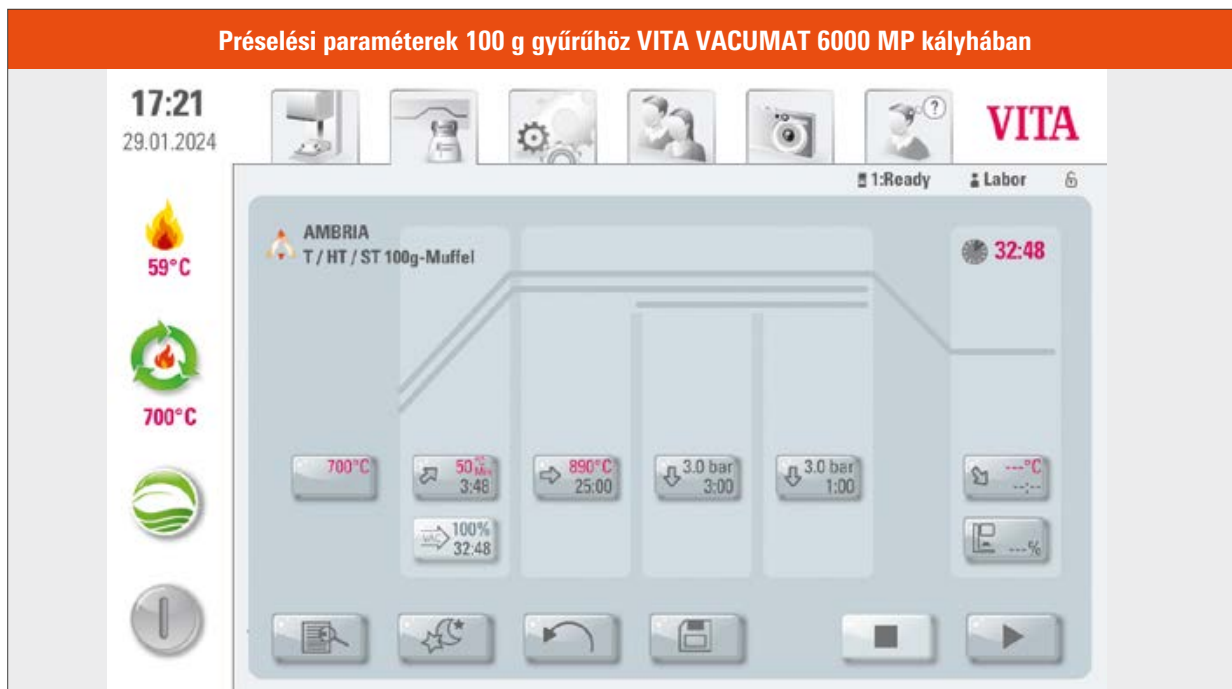 Préselési paraméterek 100 g gyűrűhöz VITA VACUMAT 6000 MP kályhában
17:21
29.01.2024
?
VITA
1:Ready
Labor
AMBRIA
T / HT / ST 100g-Muffel
32:48
59°C
700°C
700°C
50 °C/Min
3:48
890°C
25:00
3.0 bar
3:00
3.0 bar
1:00
---°C
--:--
VAC 100%
32:48
---%